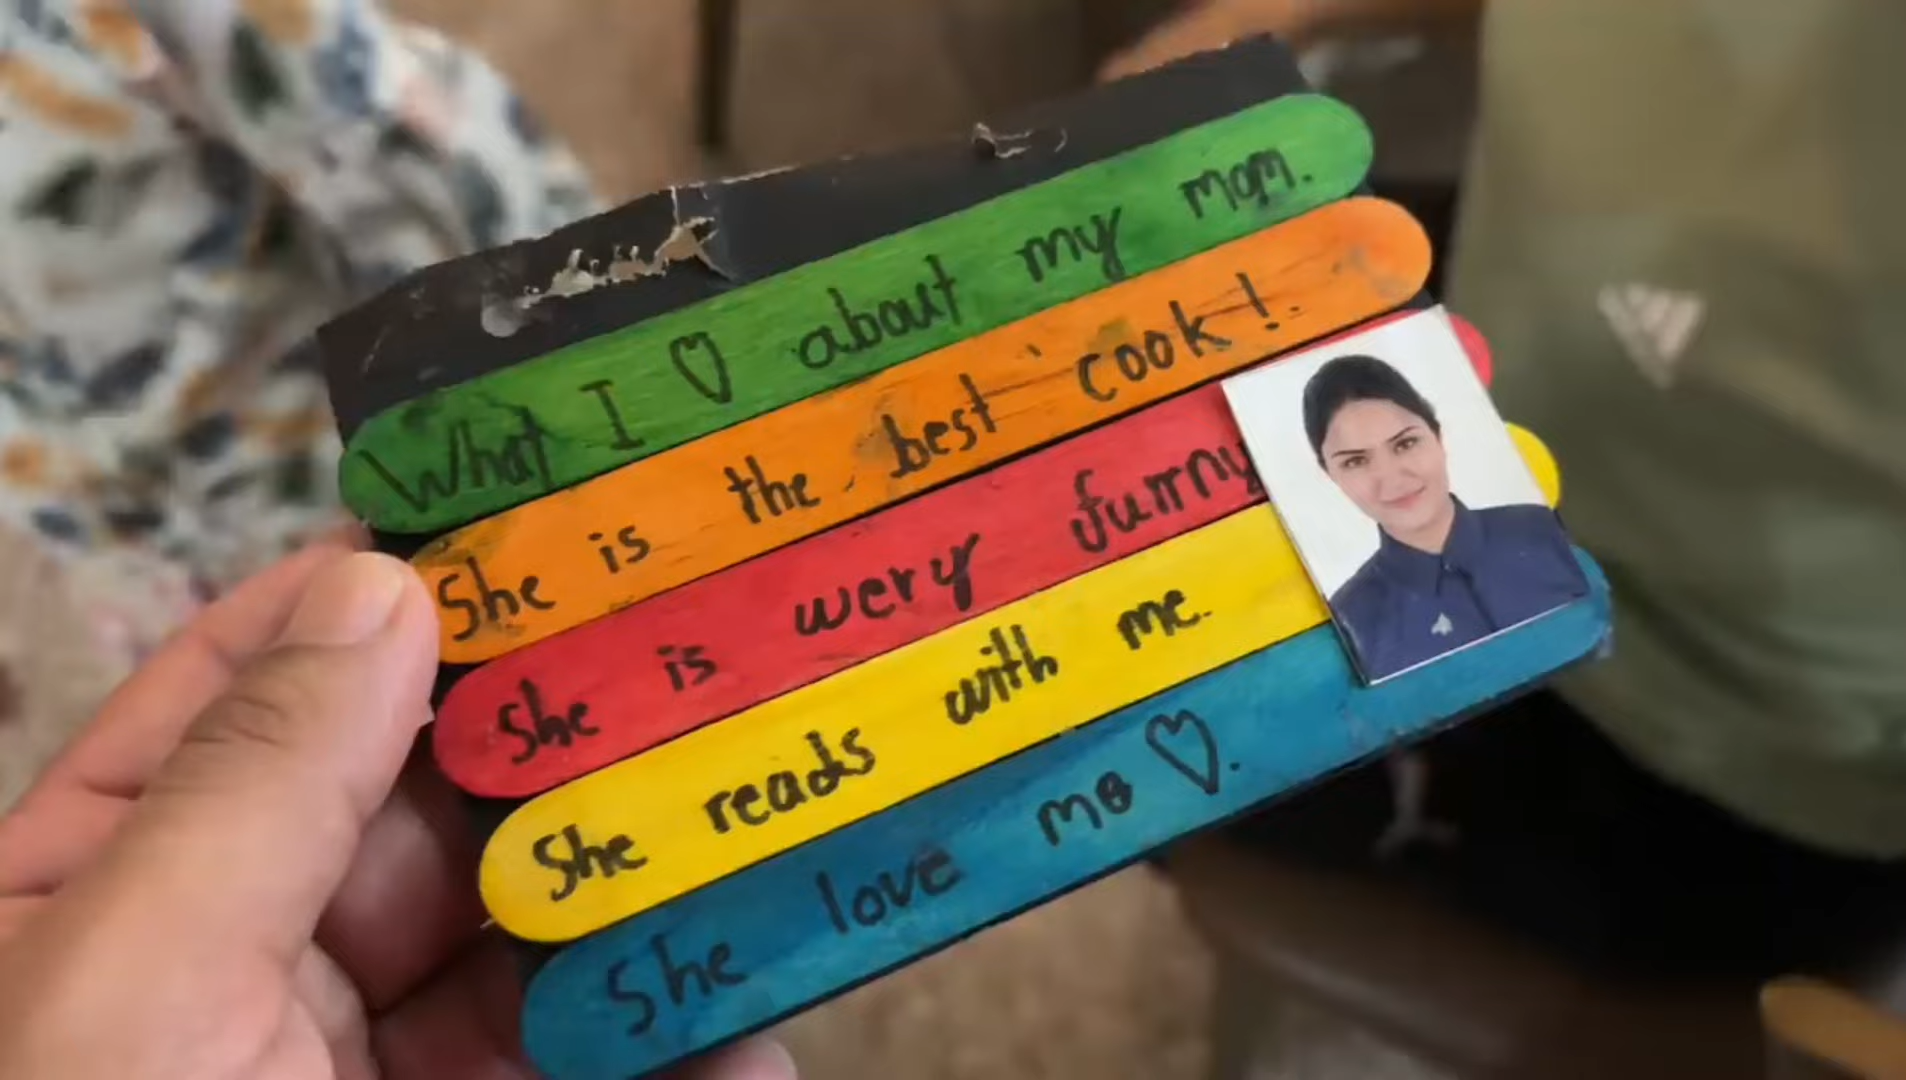 What I ♡ about my mom.
She is the best cook!.
She is wery funny
She reads with me.
She love me ♡.